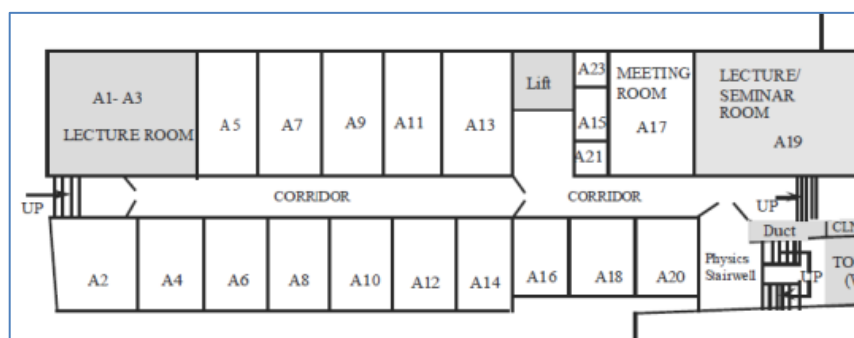 A1- A3
LECTURE ROOM
A5
A7
A9
A11
A13
Lift
A23
A15
A21
MEETING
ROOM
A17
LECTURE/
SEMINAR
ROOM
A19
UP
CORRIDOR
CORRIDOR
UP
Duct
CLN
A2
A4
A6
A8
A10
A12
A14
A16
A18
A20
Physics
Stairwell
UP
TO
(V